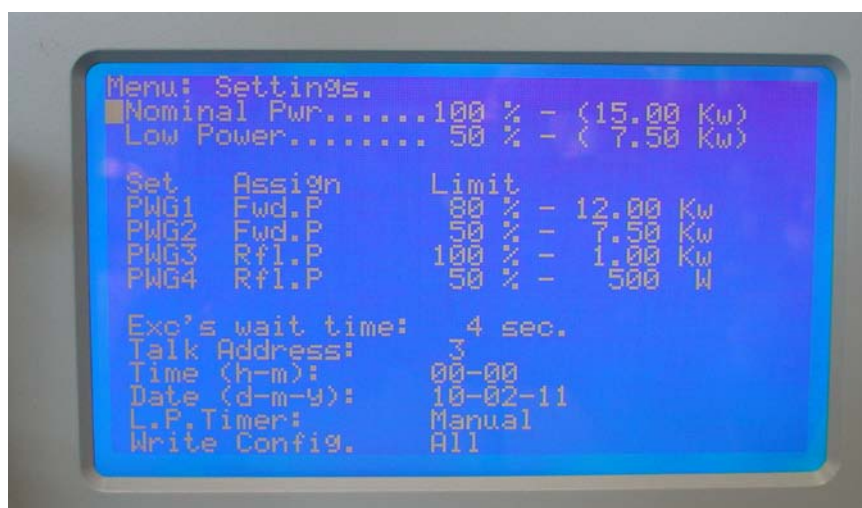 Menu: Settings.
Nominal Pwr......100 % - (15.00 Kw)
Low Power........ 50 % - ( 7.50 Kw)
Set Assign Limit
PWG1 Fwd.P 80 % - 12.00 Kw
PWG2 Fwd.P 50 % - 7.50 Kw
PWG3 Rfl.P 100 % - 1.00 Kw
PWG4 Rfl.P 50 % - 500 W
Exc's wait time: 4 sec.
Talk Address: 3
Time (h-m): 00-00
Date (d-m-y): 10-02-11
L.P.Timer: Manual
Write Config. All